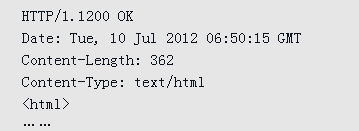 HTTP/1.1200 OK
Date: Tue, 10 Jul 2012 06:50:15 GMT
Content-Length: 362
Content-Type: text/html
<html>
……